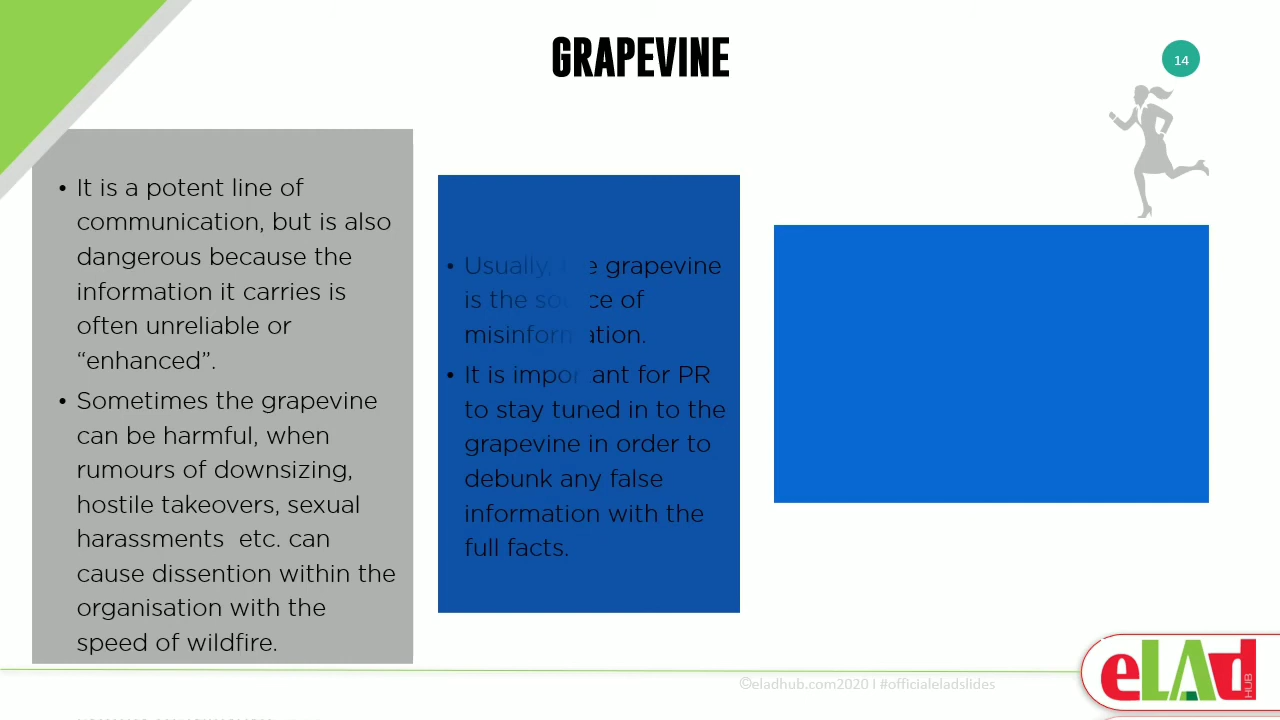 GRAPEVINE
14
• It is a potent line of
communication, but is also
dangerous because the
information it carries is
often unreliable or
“enhanced”.
• Sometimes the grapevine
can be harmful, when
rumours of downsizing,
hostile takeovers, sexual
harassments etc. can
cause dissention within the
organisation with the
speed of wildfire.
• Usually, the grapevine
is the source of
misinformation.
• It is important for PR
to stay tuned in to the
grapevine in order to
debunk any false
information with the
full facts.
©eladhub.com2020 I #officialeladslides
eLAd
HUB